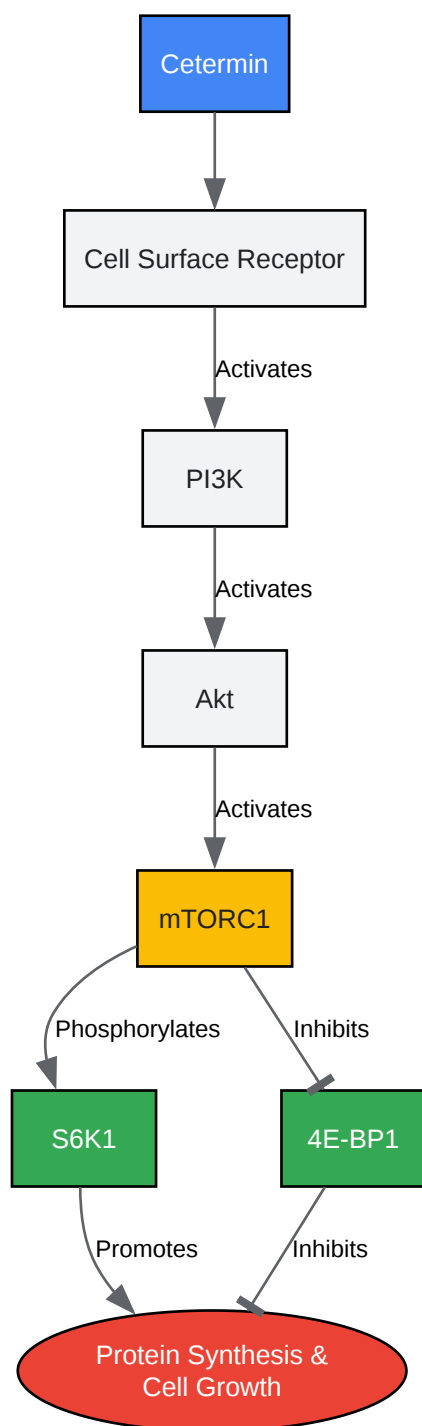 Cetermin
Cell Surface Receptor
Activates
PI3K
Activates
Akt
Activates
mTORC1
Phosphorylates
Inhibits
S6K1
4E-BP1
Promotes
Inhibits
Protein Synthesis &
Cell Growth